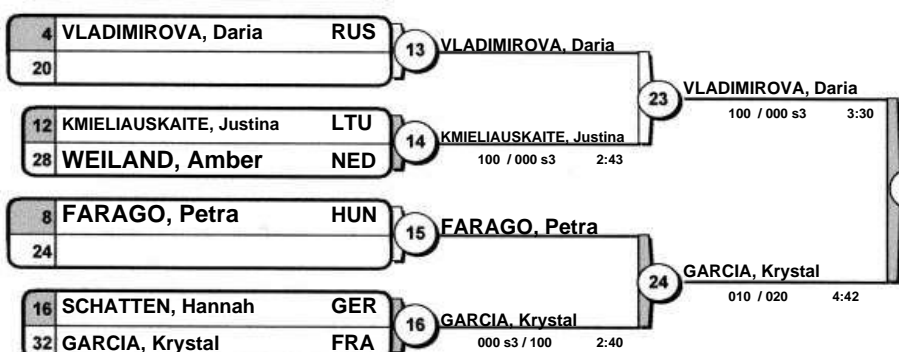 4 VLADIMIROVA, Daria RUS
20
13 VLADIMIROVA, Daria
12 KMIELIAUSKAITE, Justina LTU
28 WEILAND, Amber NED
14 KMIELIAUSKAITE, Justina
100 / 000 s3 2:43
23 VLADIMIROVA, Daria
100 / 000 s3 3:30
8 FARAGO, Petra HUN
24
15 FARAGO, Petra
16 SCHATTEN, Hannah GER
32 GARCIA, Krystal FRA
16 GARCIA, Krystal
000 s3 / 100 2:40
24 GARCIA, Krystal
010 / 020 4:42